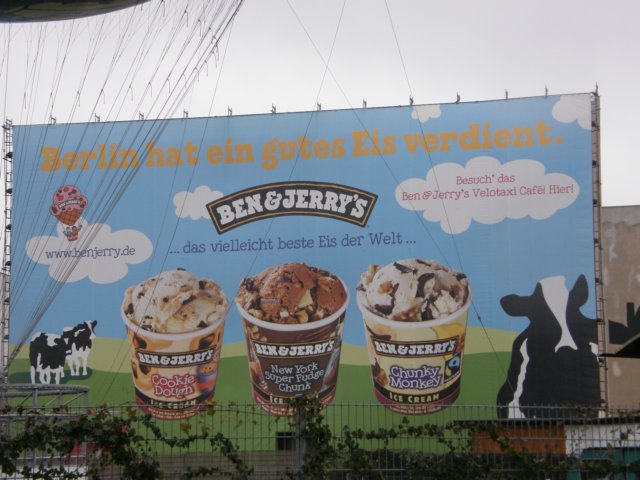 Berlin hat ein gutes Eis verdient.
BEN & JERRY'S
Besuch' das
Ben & Jerry's Velotaxi Café! Hier!
www.benjerry.de
... das vielleicht beste Eis der Welt ...
BEN & JERRY'S
Cookie
Dough
ICE CREAM
BEN & JERRY'S
New York
Super Fudge
Chunk
ICE CREAM
BEN & JERRY'S
Chunky
Monkey
ICE CREAM